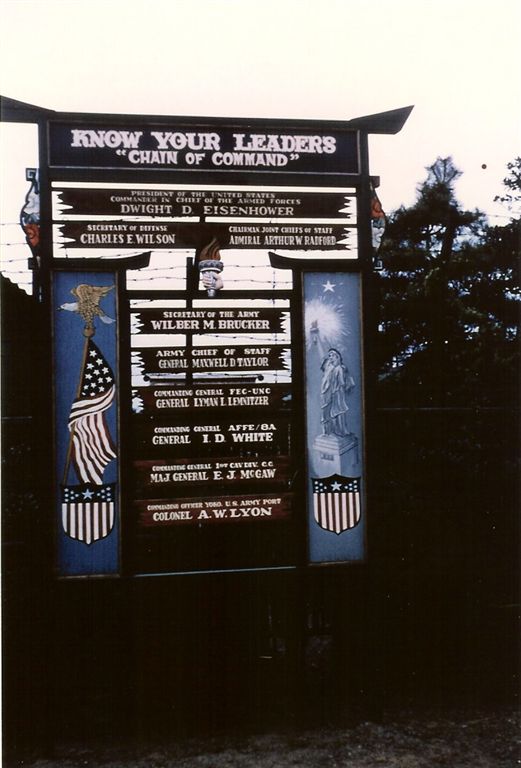 KNOW YOUR LEADERS
"CHAIN OF COMMAND"
PRESIDENT OF THE UNITED STATES
COMMANDER IN CHIEF OF THE ARMED FORCES
DWIGHT D. EISENHOWER
SECRETARY OF DEFENSE
CHARLES E. WILSON
CHAIRMAN JOINT CHIEFS OF STAFF
ADMIRAL ARTHUR W. RADFORD
SECRETARY OF THE ARMY
WILBER M. BRUCKER
ARMY CHIEF OF STAFF
GENERAL MAXWELL D TAYLOR
COMMANDING GENERAL FEC-UNC
GENERAL LYMAN L LEMNITZER
COMMANDING GENERAL AFFE/8A
GENERAL I. D. WHITE
COMMANDING GENERAL 1ST CAV. DIV. C.C.
MAJ. GENERAL E. J. McGAW
COMMANDING OFFICER YOKO. U.S. ARMY PORT
COLONEL A. W. LYON